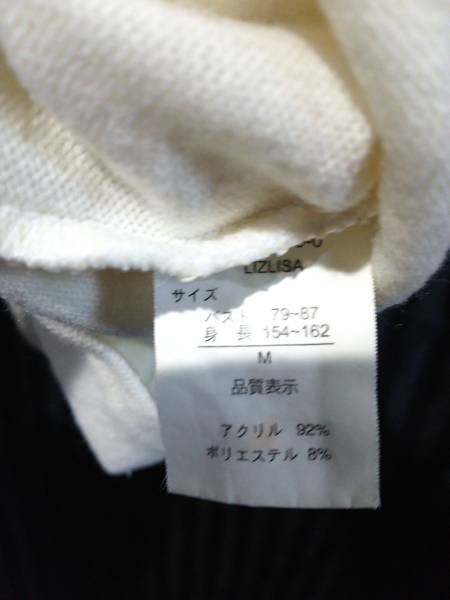 LIZLISA
サイズ
バスト 79~87
身 長 154~162
M
品質表示
アクリル 92%
ポリエステル 8%